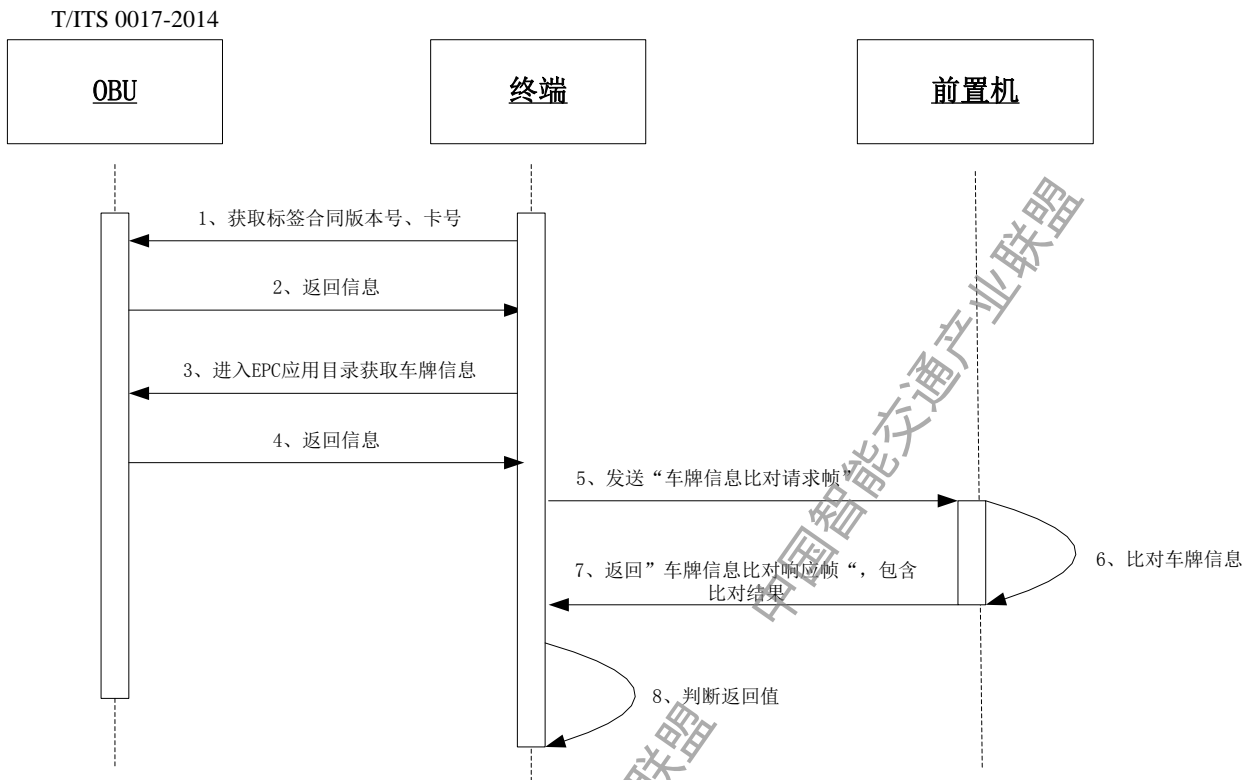 T/ITS 0017-2014
OBU
终端
前置机
1、获取标签合同版本号、卡号
2、返回信息
3、进入EPC应用目录获取车牌信息
4、返回信息
5、发送“车牌信息比对请求帧”
6、比对车牌信息
7、返回”车牌信息比对响应帧“，包含
比对结果
8、判断返回值
中国智能交通产业联盟
联盟